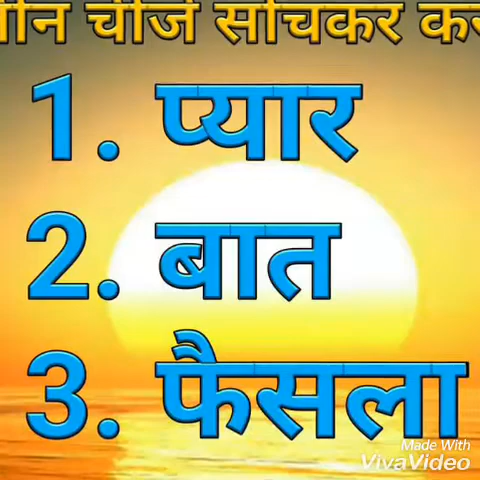 चीजें सोचकर
1. प्यार
2. बात
3. फैसला
Made With
VivaVideo